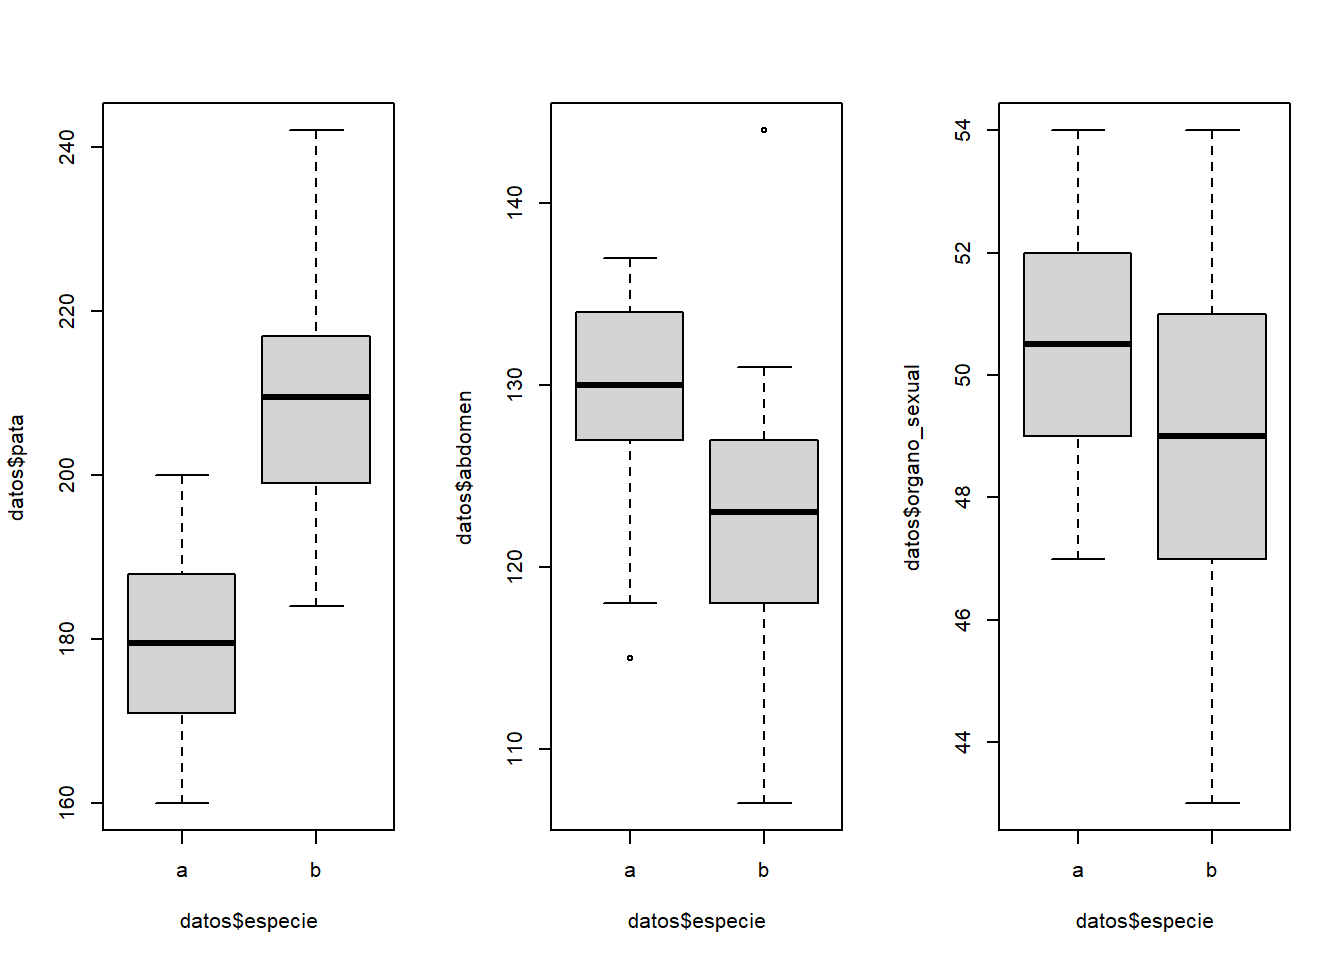 datos$pata
240
220
200
180
160
a b
datos$especie
datos$abdomen
140
130
120
110
a b
datos$especie
datos$organo_sexual
54
52
50
48
46
44
a b
datos$especie